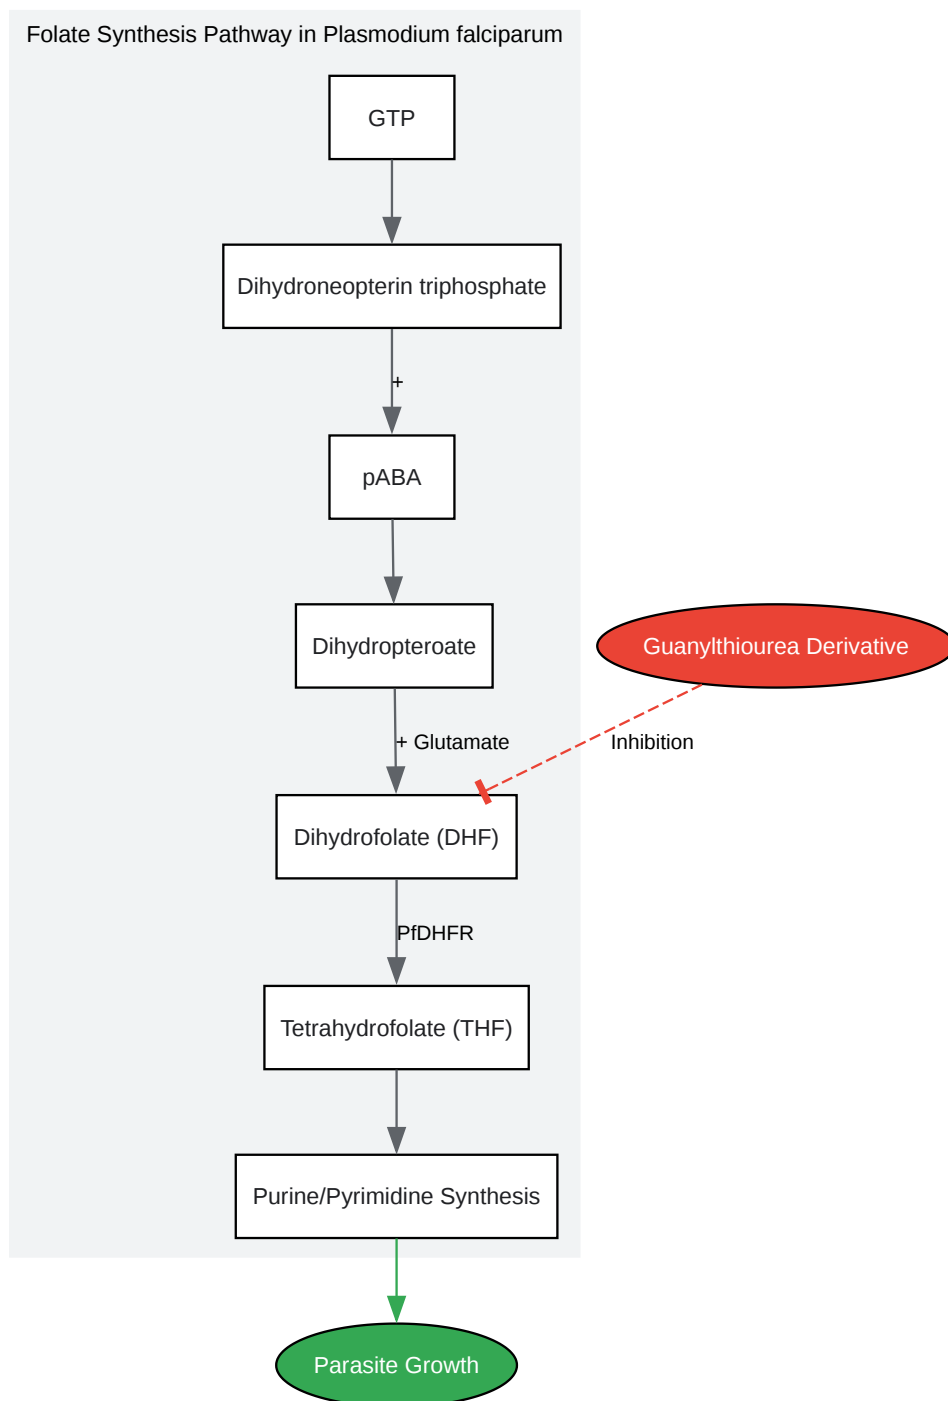 Folate Synthesis Pathway in Plasmodium falciparum
GTP
Dihydroneopterin triphosphate
+
pABA
Dihydropteroate
Guanylthiourea Derivative
+ Glutamate
Inhibition
Dihydrofolate (DHF)
PfDHFR
Tetrahydrofolate (THF)
Purine/Pyrimidine Synthesis
Parasite Growth